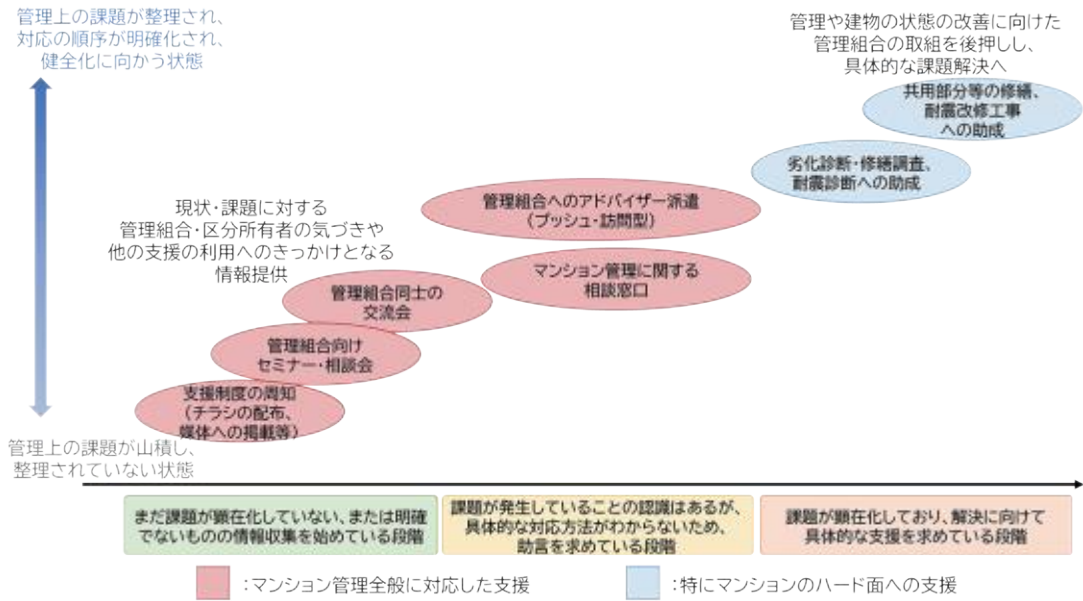 管理上の課題が整理され、
対応の順序が明確化され、
健全化に向かう状態
管理や建物の状態の改善に向けた
管理組合の取組を後押しし、
具体的な課題解決へ
共用部分等の修繕、
耐震改修工事
への助成
劣化診断・修繕調査、
耐震診断への助成
管理組合へのアドバイザー派遣
（プッシュ・訪問型）
マンション管理に関する
相談窓口
現状・課題に対する
管理組合・区分所有者の気づきや
他の支援の利用へのきっかけとなる
情報提供
管理組合同士の
交流会
管理組合向け
セミナー・相談会
支援制度の周知
（チラシの配布、
媒体への掲載等）
管理上の課題が山積し、
整理されていない状態
まだ課題が顕在化していない、または明確
でないものの情報収集を始めている段階
課題が発生していることの認識はあるが、
具体的な対応方法がわからないため、
助言を求めている段階
課題が顕在化しており、解決に向けて
具体的な支援を求めている段階
：マンション管理全般に対応した支援
：特にマンションのハード面への支援